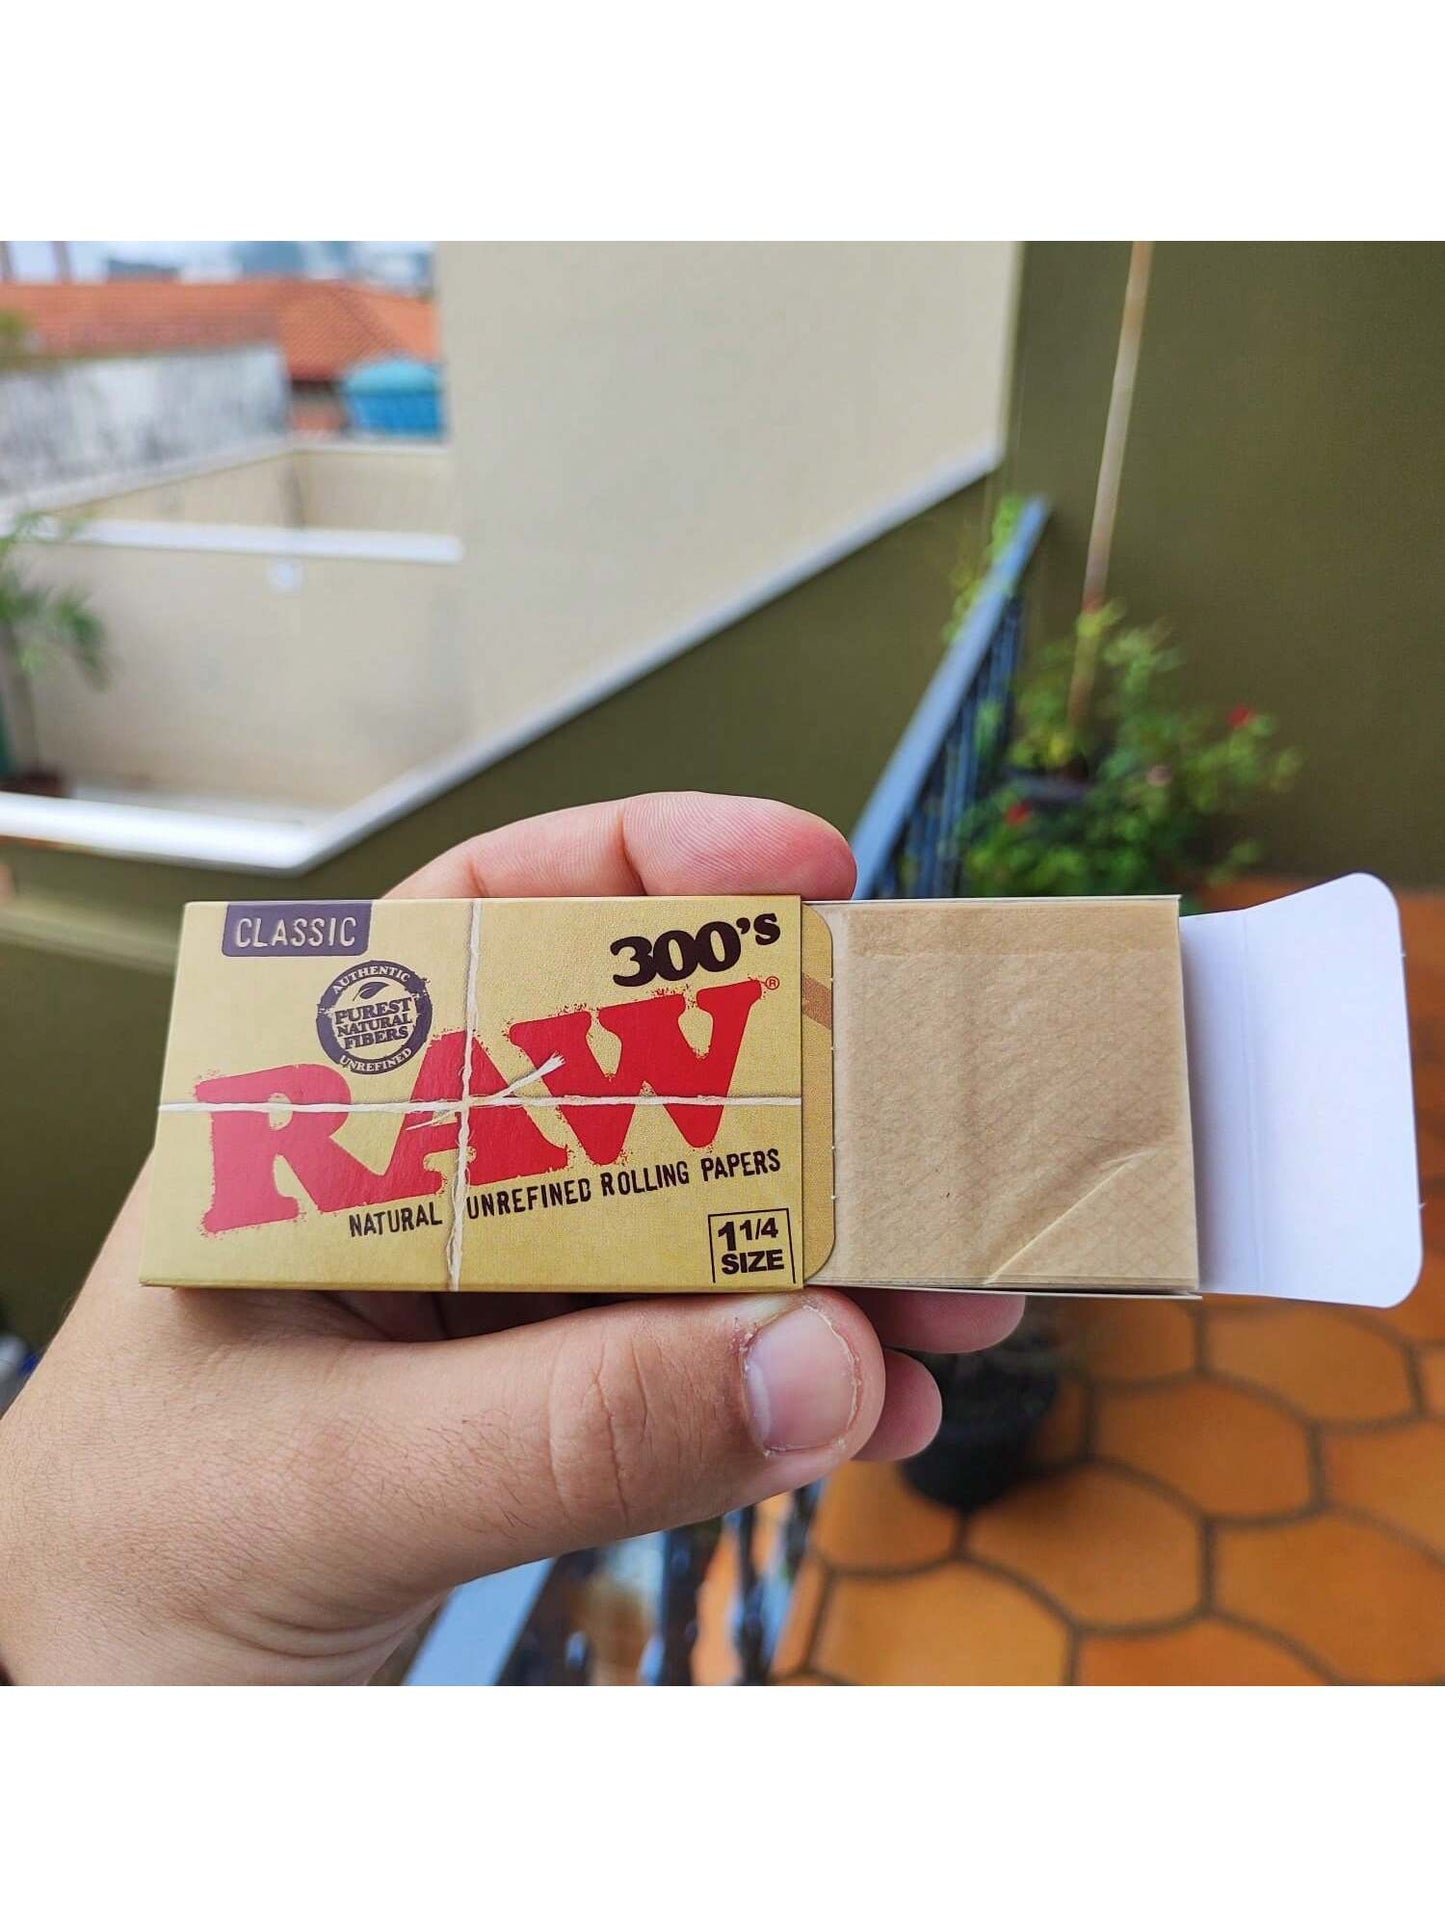 CLASSIC
300's
AUTHENTIC
PUREST
NATURAL
FIBERS
UNREFINED
RAW®
NATURAL UNREFINED ROLLING PAPERS
1 1/4
SIZE